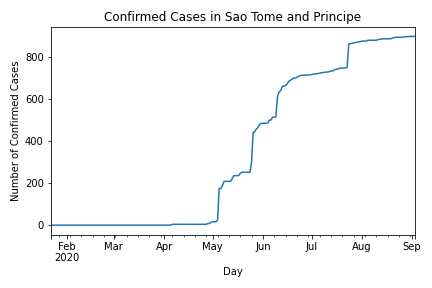 Confirmed Cases in Sao Tome and Principe
Number of Confirmed Cases
800
600
400
200
0
Feb Mar Apr May Jun Jul Aug Sep
2020
Day